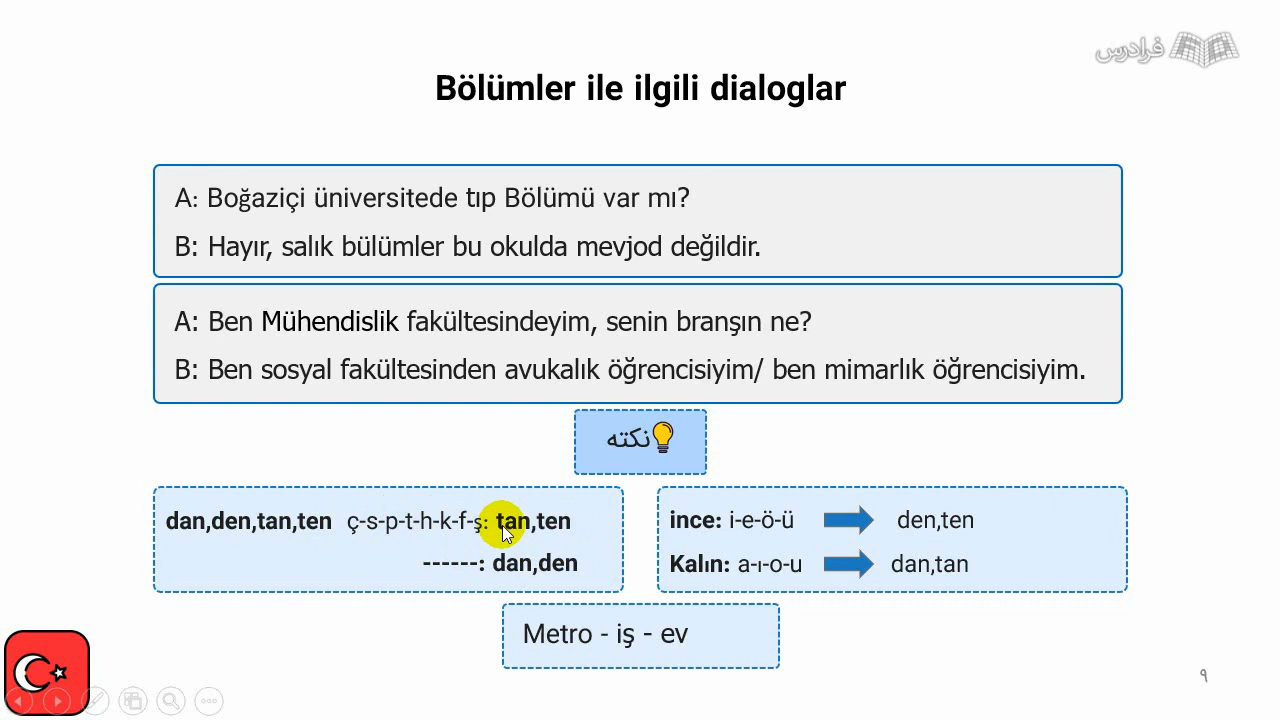 فرادرس
Bölümler ile ilgili dialoglar
A: Boğaziçi üniversitede tıp Bölümü var mı?
B: Hayır, salık bülümler bu okulda mevjod değildir.
A: Ben Mühendislik fakültesindeyim, senin branşın ne?
B: Ben sosyal fakültesinden avukalık öğrencisiyim/ ben mimarlık öğrencisiyim.
نکته
dan,den,tan,ten ç-s-p-t-h-k-f-ş: tan,ten
------: dan,den
ince: i-e-ö-ü den,ten
Kalın: a-ı-o-u dan,tan
Metro - iş - ev
۹